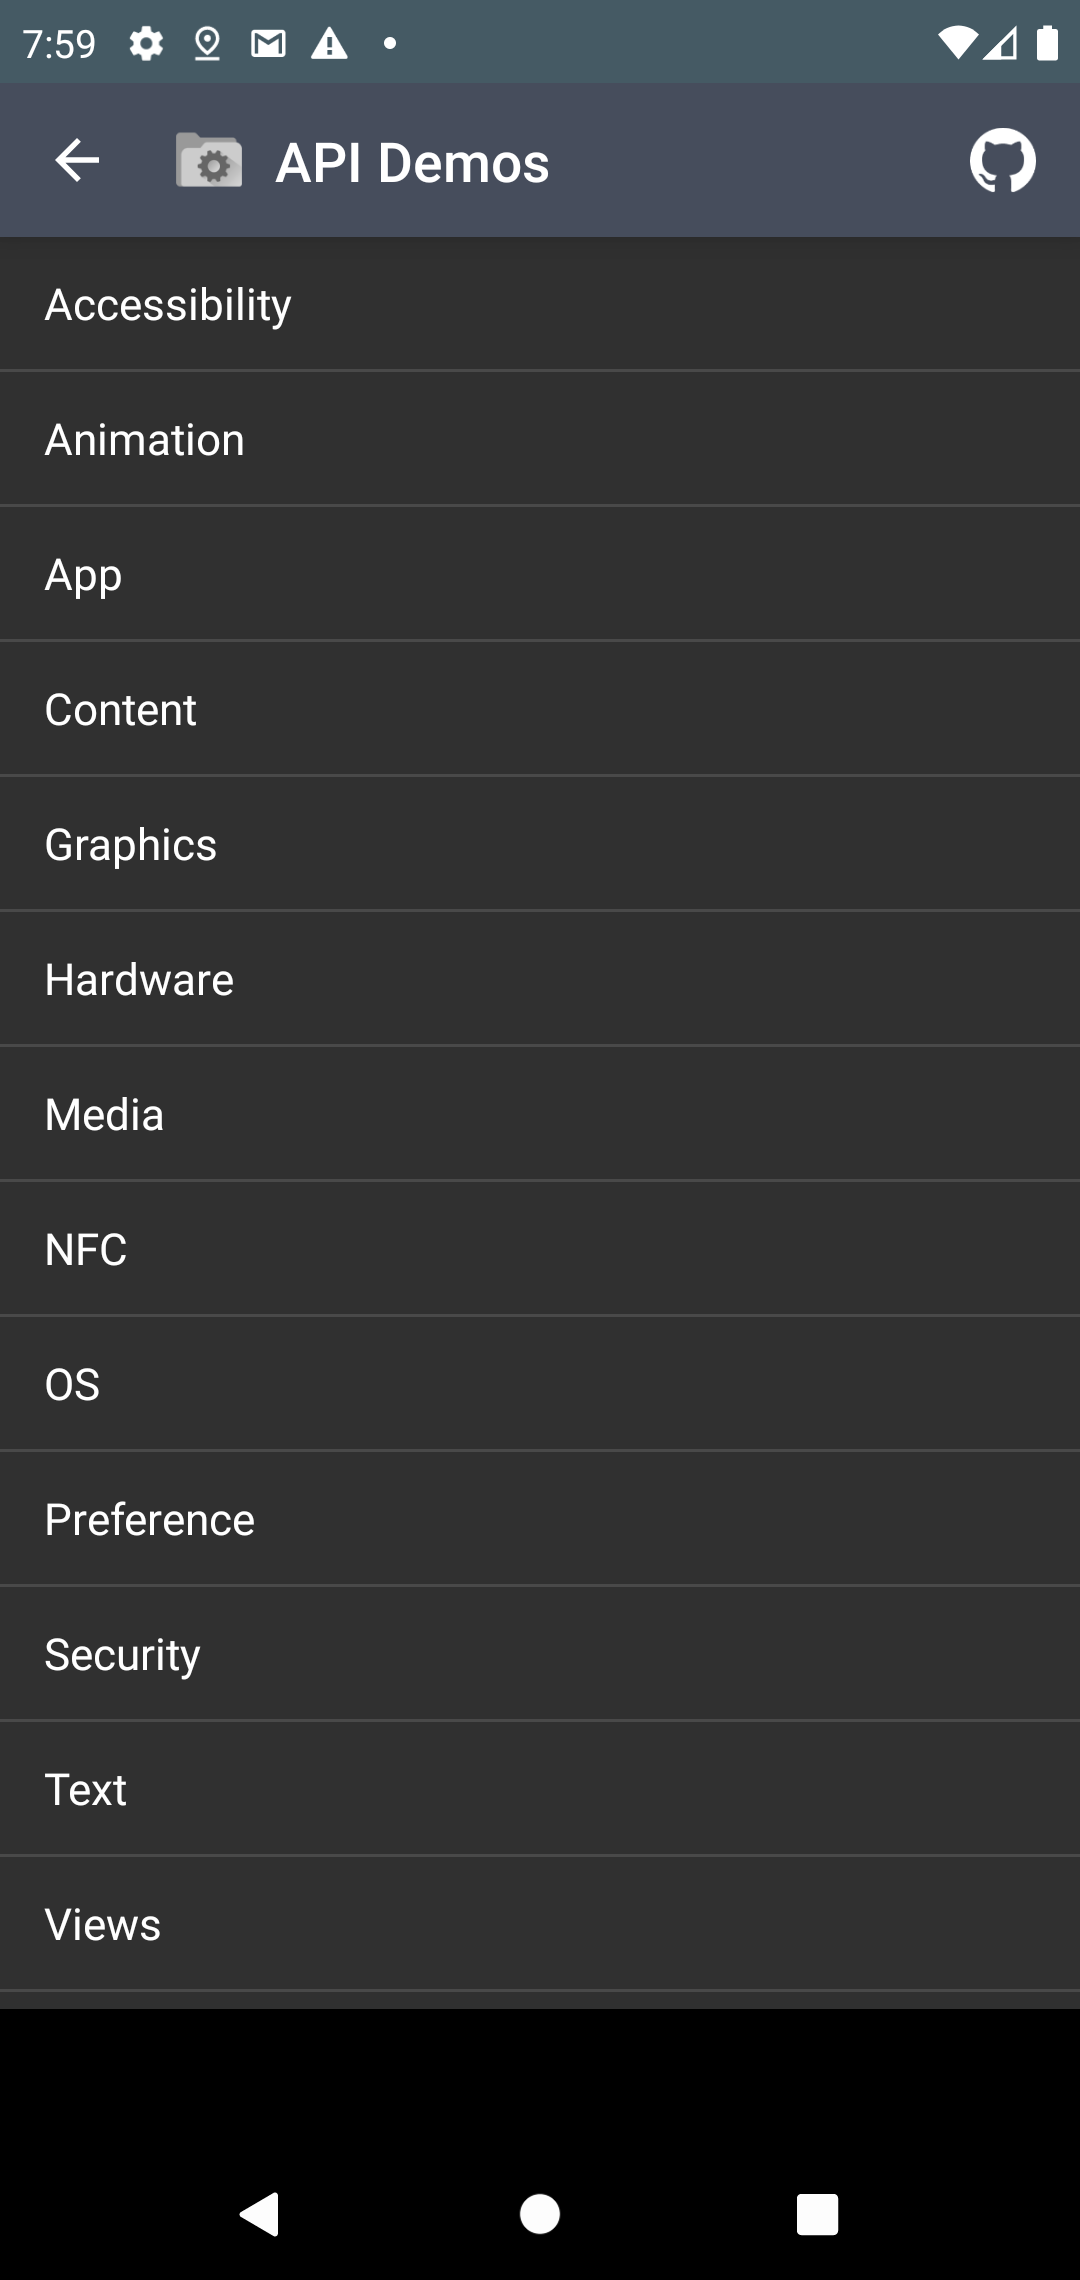 7:59
API Demos
Accessibility
Animation
App
Content
Graphics
Hardware
Media
NFC
OS
Preference
Security
Text
Views